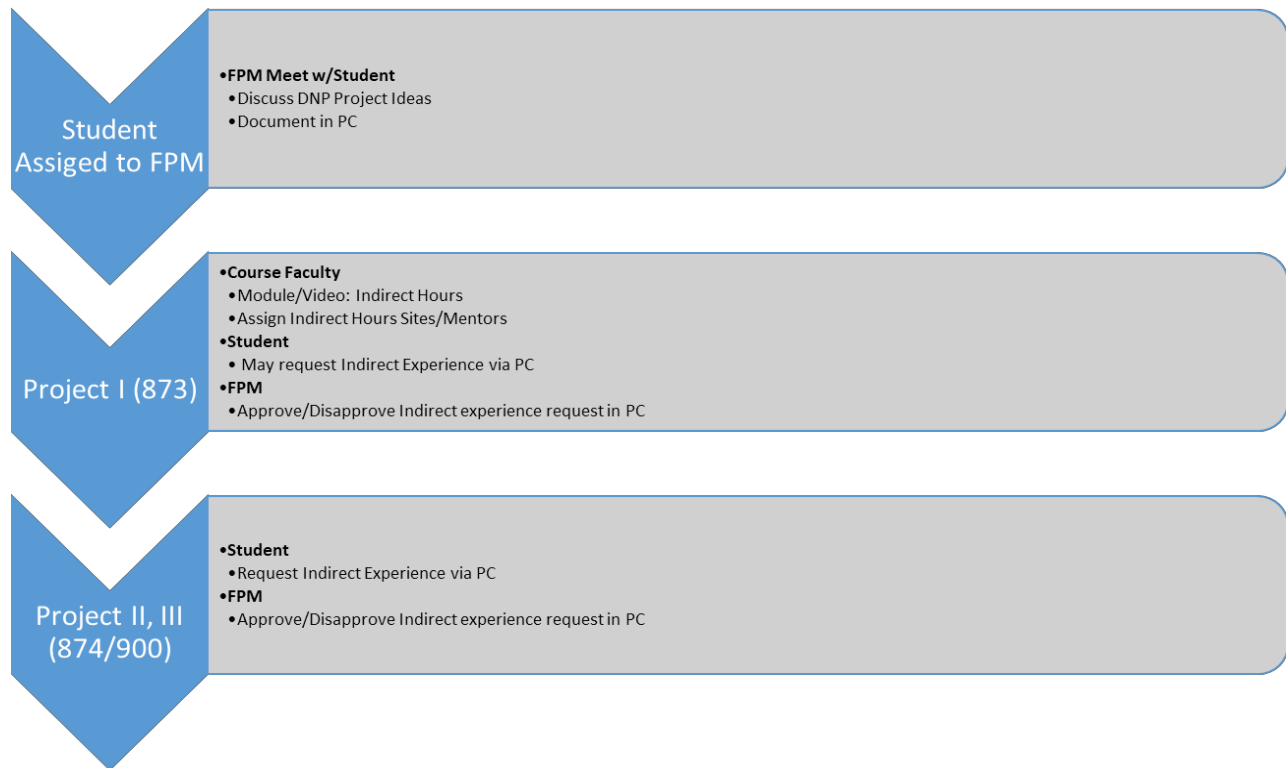 Student
Assiged to FPM
•FPM Meet w/Student
•Discuss DNP Project Ideas
•Document in PC
Project I (873)
•Course Faculty
•Module/Video: Indirect Hours
•Assign Indirect Hours Sites/Mentors
•Student
• May request Indirect Experience via PC
•FPM
•Approve/Disapprove Indirect experience request in PC
Project II, III
(874/900)
•Student
•Request Indirect Experience via PC
•FPM
•Approve/Disapprove Indirect experience request in PC